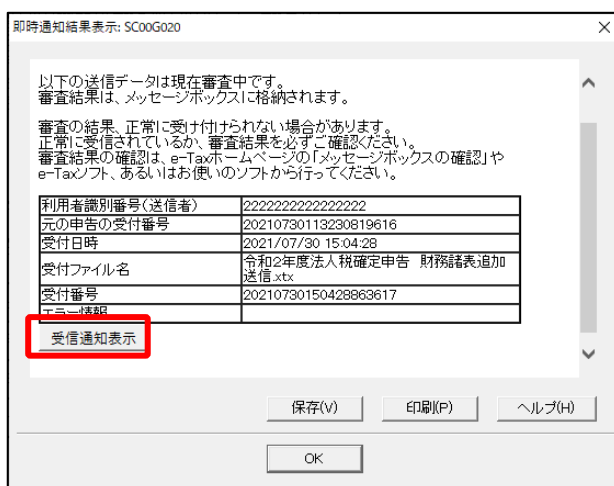 即時通知結果表示: SC00G020
以下の送信データは現在審査中です。
審査結果は、メッセージボックスに格納されます。
審査の結果、正常に受け付けられない場合があります。
正常に受信されているか、審査結果を必ずご確認ください。
審査結果の確認は、e-Taxホームページの「メッセージボックスの確認」や
e-Taxソフト、あるいはお使いのソフトから行ってください。
利用者識別番号(送信者) 2222222222222222
元の申告の受付番号 20210730113230819616
受付日時 2021/07/30 15:04:28
受付ファイル名 令和2年度法人税確定申告 財務諸表追加
送信.xtx
受付番号 20210730150428863617
エラー情報
受信通知表示
保存(V) 印刷(P) ヘルプ(H)
OK